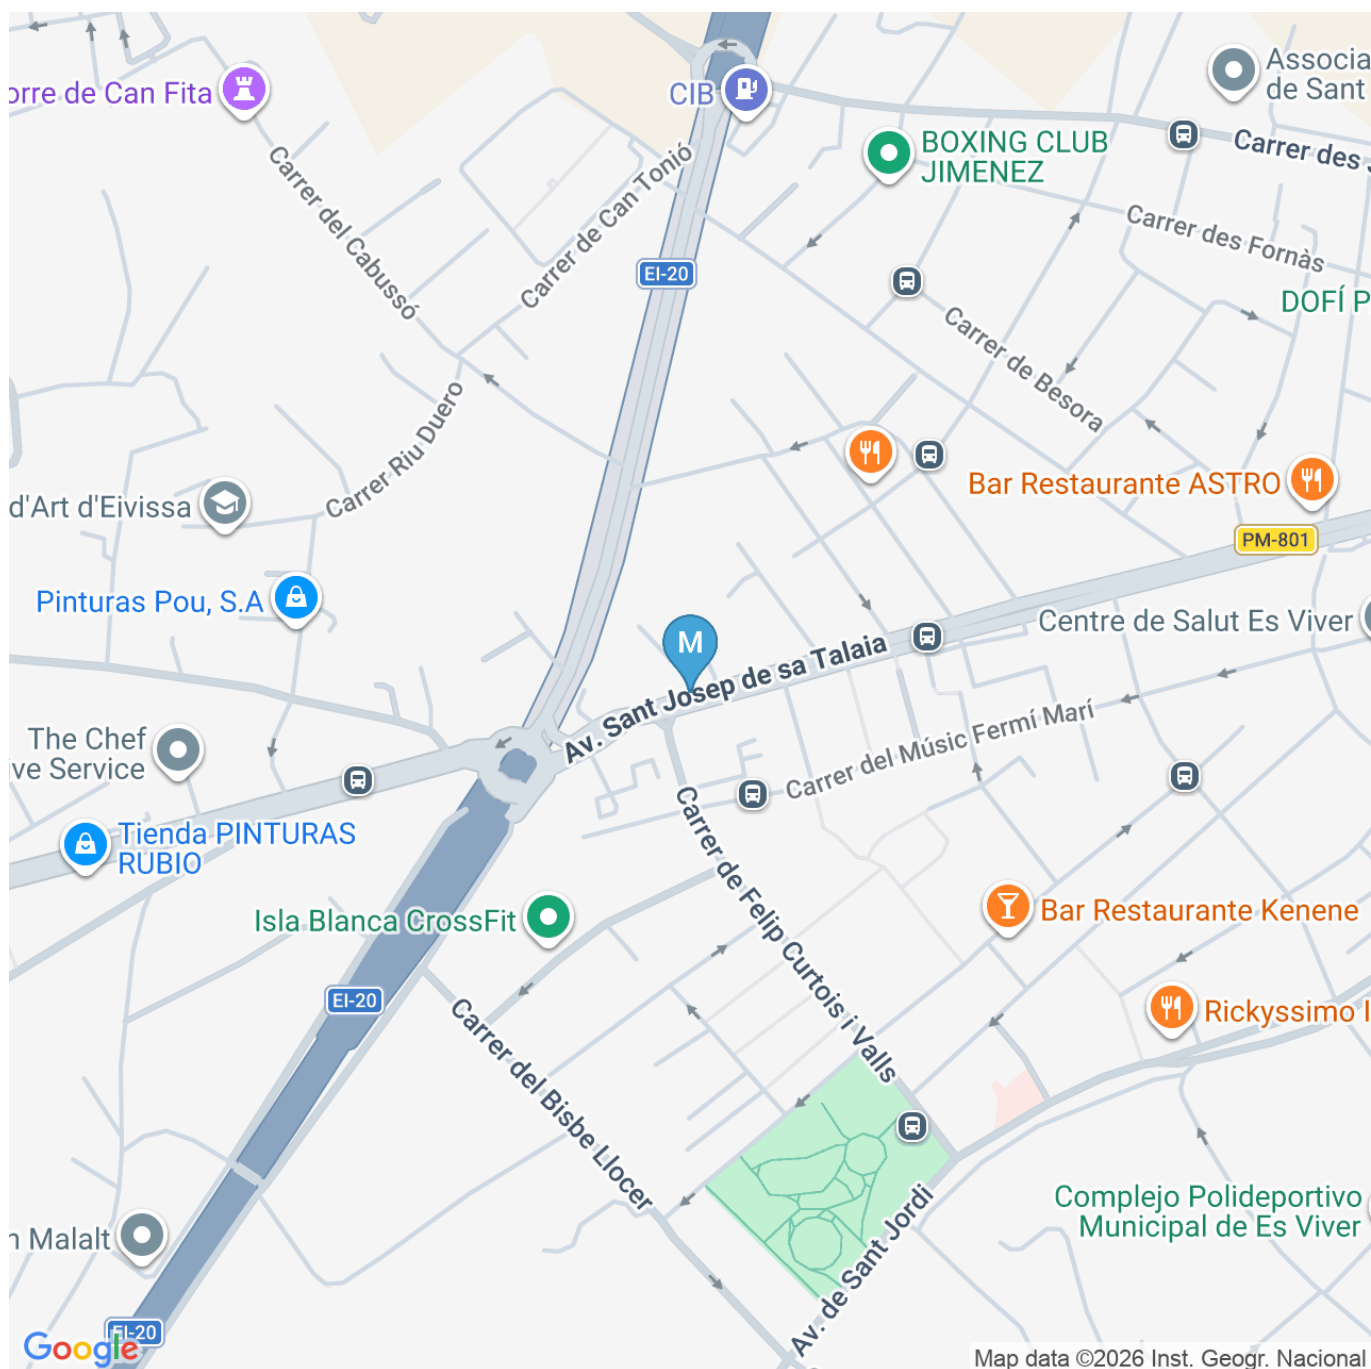 Associa
de Sant
orre de Can Fita
CIB
BOXING CLUB
JIMENEZ
Carrer des
Carrer del Cabussó
Carrer de Can Tonió
Carrer des Fornàs
EI-20
DOFÍ P
Carrer de Besora
Carrer Riu Duero
Bar Restaurante ASTRO
d'Art d'Eivissa
PM-801
Pinturas Pou, S.A
M
Centre de Salut Es Viver
Av. Sant Josep de sa Talaia
The Chef
ve Service
Carrer del Músic Fermí Marí
Tienda PINTURAS
RUBIO
Carrer de Felip Curtois i Valls
Isla Blanca CrossFit
Bar Restaurante Kenene
EI-20
Rickyssimo I
Carrer del Bisbe Llocer
Complejo Polideportivo
Municipal de Es Viver
n Malalt
Av. de Sant Jordi
EI-20
Google
Map data ©2026 Inst. Geogr. Nacional